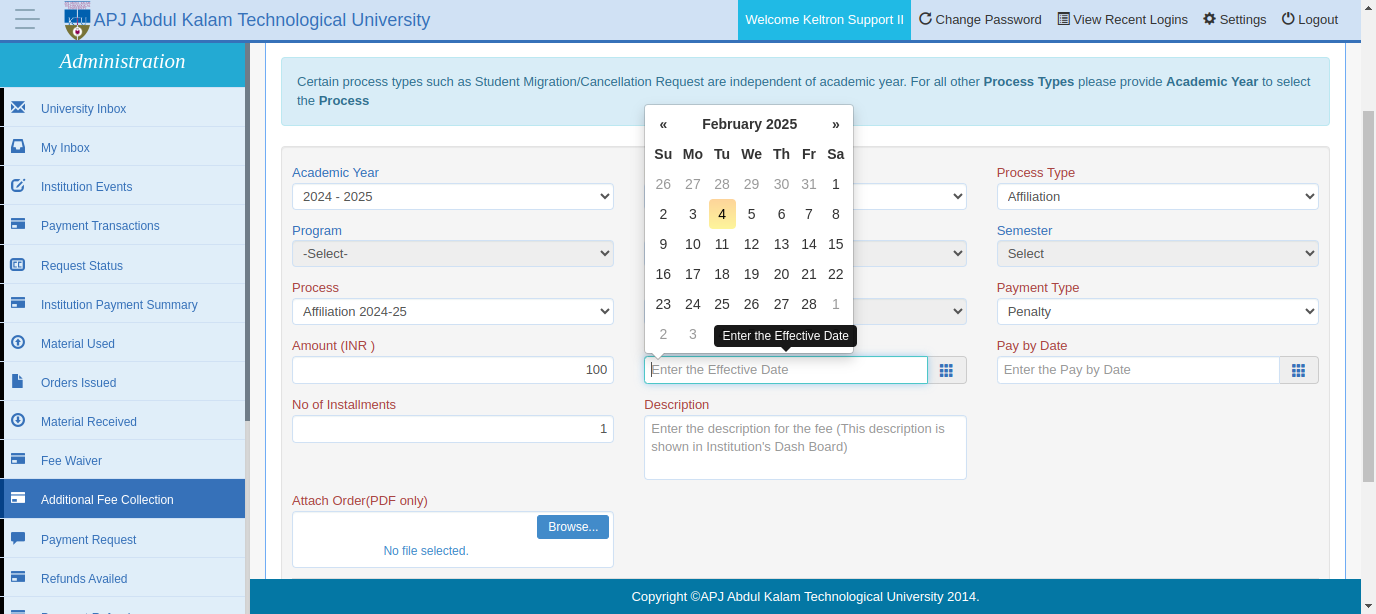 APJ Abdul Kalam Technological University
Welcome Keltron Support II
Change Password
View Recent Logins
Settings
Logout
Administration
University Inbox
My Inbox
Institution Events
Payment Transactions
Request Status
Institution Payment Summary
Material Used
Orders Issued
Material Received
Fee Waiver
Additional Fee Collection
Payment Request
Refunds Availed
Certain process types such as Student Migration/Cancellation Request are independent of academic year. For all other Process Types please provide Academic Year to select
the Process
Academic Year
2024 - 2025
Process Type
Affiliation
Program
-Select-
Semester
Select
Process
Affiliation 2024-25
Payment Type
Penalty
« February 2025 »
Su Mo Tu We Th Fr Sa
26 27 28 29 30 31 1
2 3 4 5 6 7 8
9 10 11 12 13 14 15
16 17 18 19 20 21 22
23 24 25 26 27 28 1
2 3
Enter the Effective Date
Amount (INR )
100
Enter the Effective Date
Pay by Date
Enter the Pay by Date
No of Installments
1
Description
Enter the description for the fee (This description is
shown in Institution's Dash Board)
Attach Order(PDF only)
Browse...
No file selected.
Copyright ©APJ Abdul Kalam Technological University 2014.